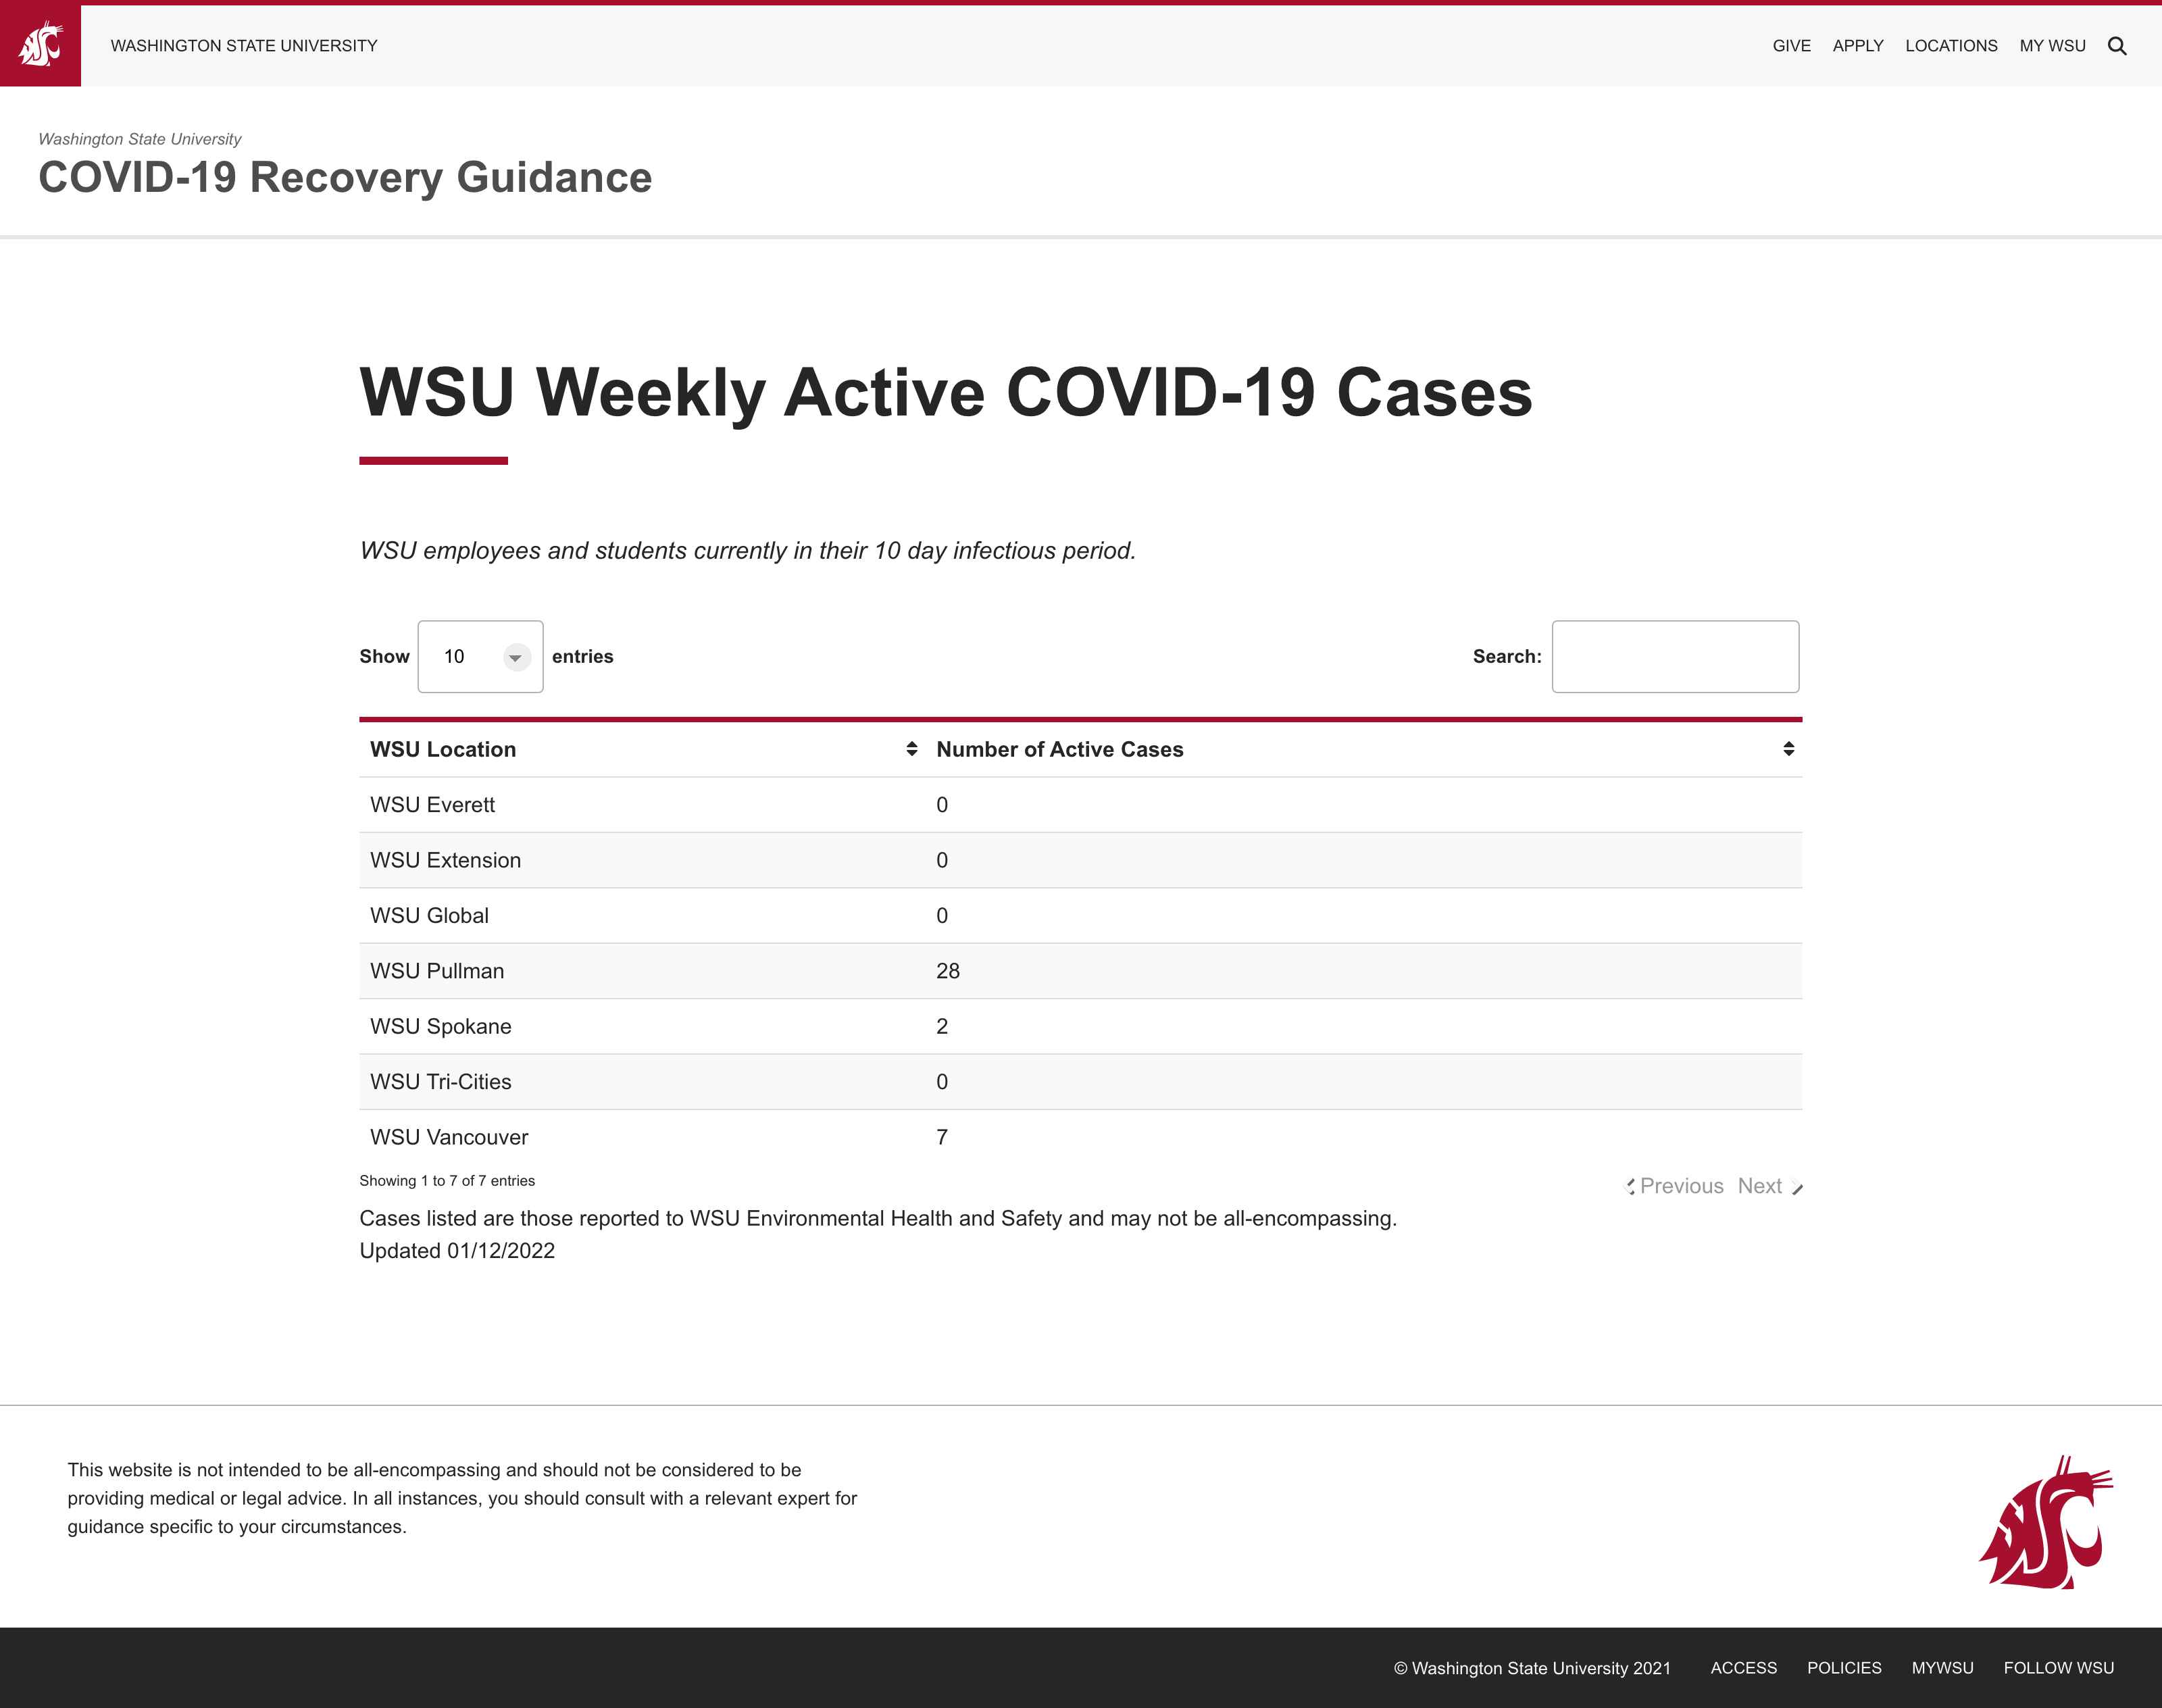 WASHINGTON STATE UNIVERSITY
GIVE APPLY LOCATIONS MY WSU
Washington State University
COVID-19 Recovery Guidance
WSU Weekly Active COVID-19 Cases
WSU employees and students currently in their 10 day infectious period.
Show 10 entries Search:
WSU Location Number of Active Cases
WSU Everett 0
WSU Extension 0
WSU Global 0
WSU Pullman 28
WSU Spokane 2
WSU Tri-Cities 0
WSU Vancouver 7
Showing 1 to 7 of 7 entries
Previous Next
Cases listed are those reported to WSU Environmental Health and Safety and may not be all-encompassing.
Updated 01/12/2022
This website is not intended to be all-encompassing and should not be considered to be
providing medical or legal advice. In all instances, you should consult with a relevant expert for
guidance specific to your circumstances.
© Washington State University 2021 ACCESS POLICIES MYWSU FOLLOW WSU